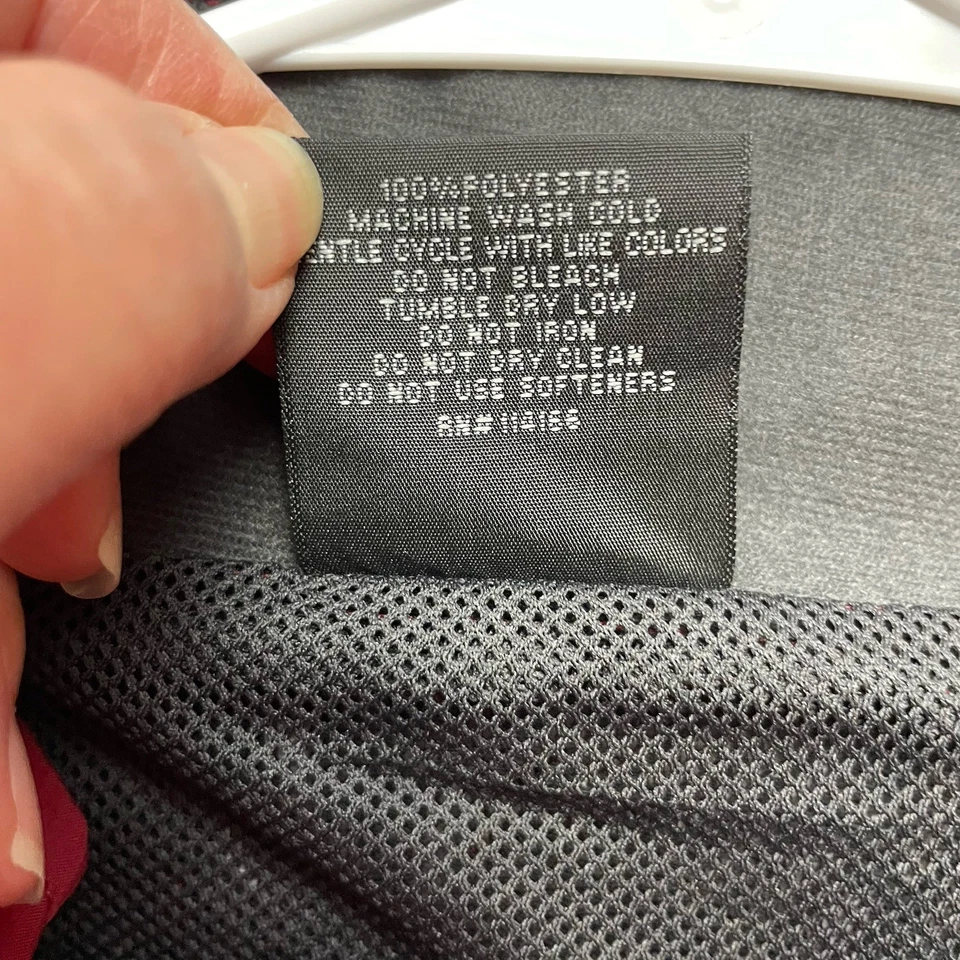 100% POLYESTER
MACHINE WASH COLD
ENTLE CYCLE WITH LIKE COLORS
DO NOT BLEACH
TUMBLE DRY LOW
DO NOT IRON
DO NOT DRY CLEAN
DO NOT USE SOFTENERS
RN# 114166